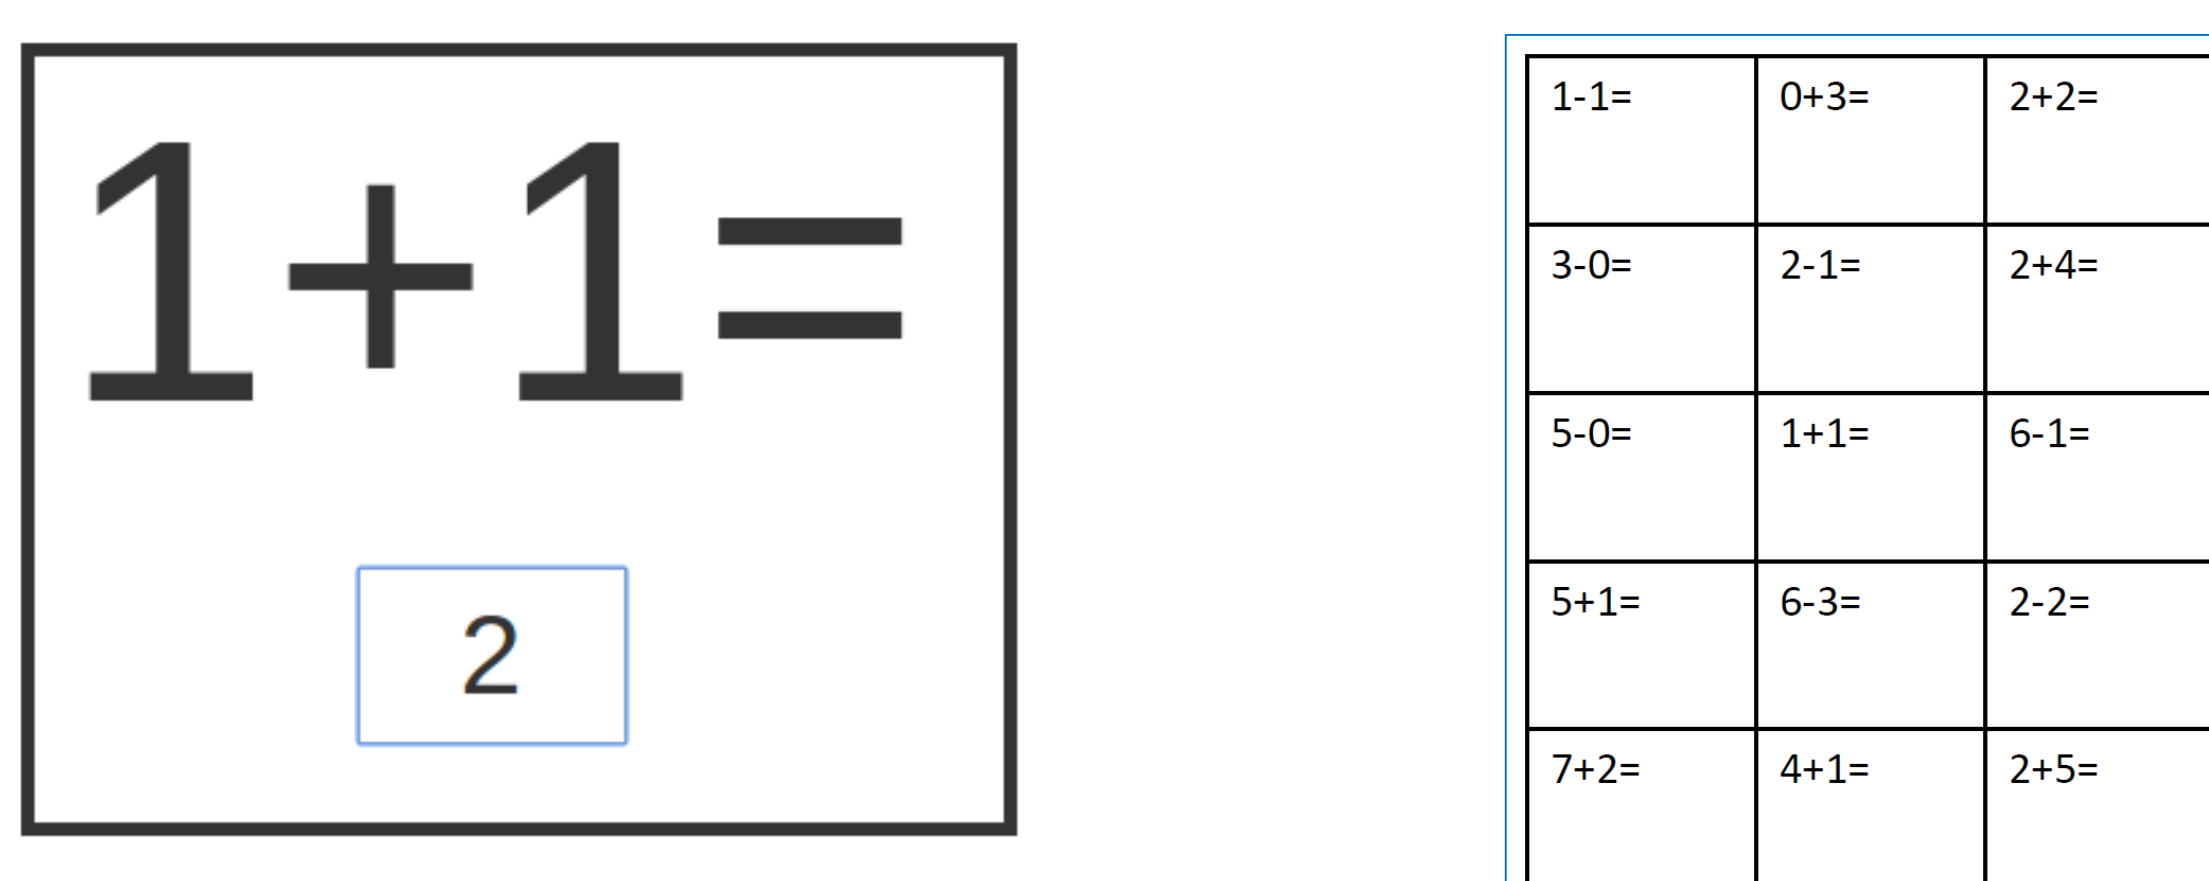 1+1=
2
1-1= 0+3= 2+2=
3-0= 2-1= 2+4=
5-0= 1+1= 6-1=
5+1= 6-3= 2-2=
7+2= 4+1= 2+5=